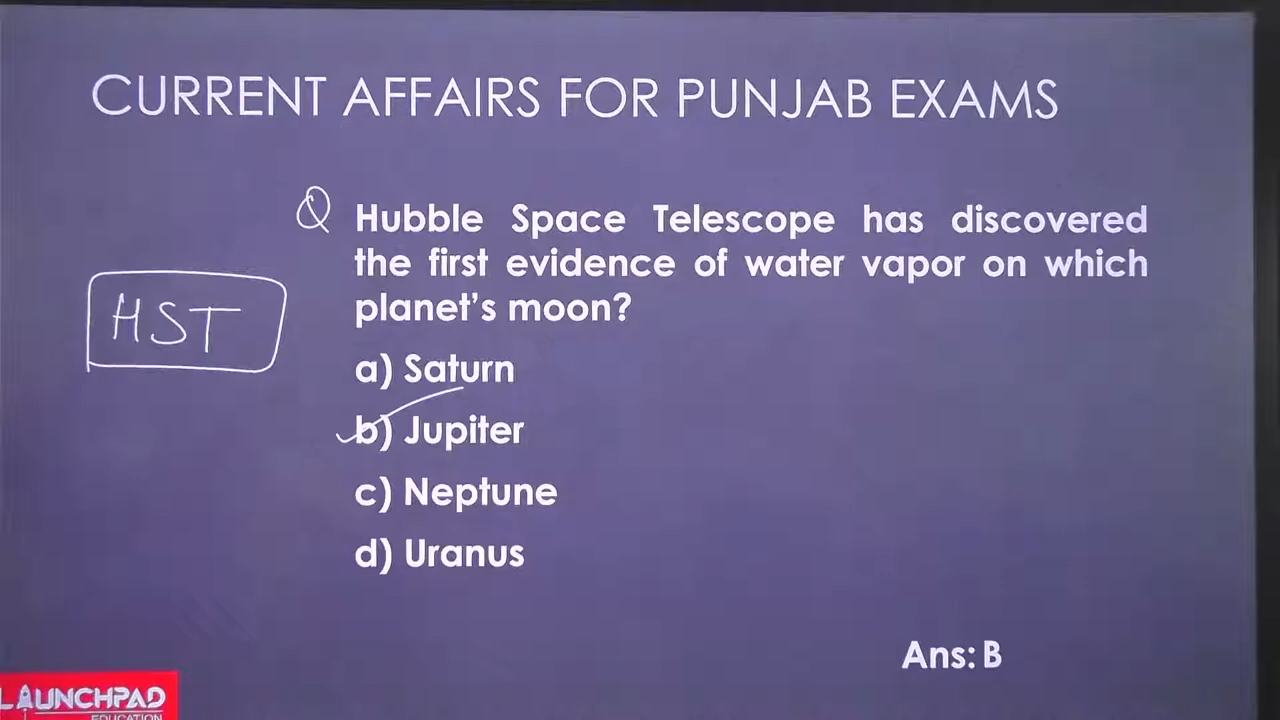 CURRENT AFFAIRS FOR PUNJAB EXAMS
Q Hubble Space Telescope has discovered
the first evidence of water vapor on which
planet's moon?
HST
a) Saturn
b) Jupiter
c) Neptune
d) Uranus
Ans: B
LAUNCHPAD
EDUCATION